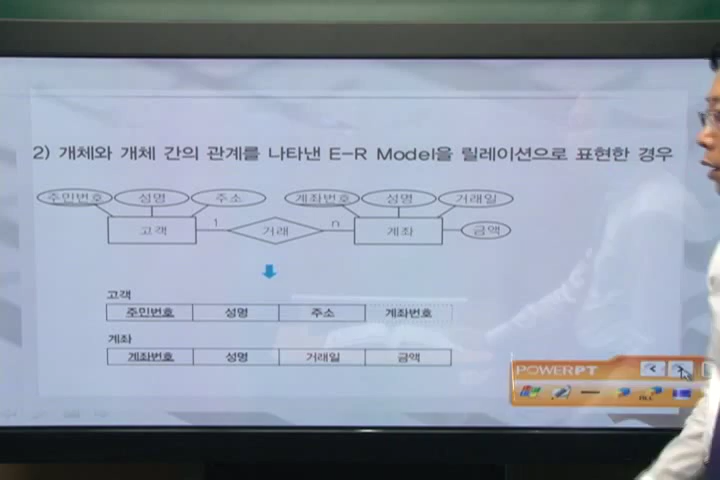 2) 개체와 개체 간의 관계를 나타낸 E-R Model을 릴레이션으로 표현한 경우
주민번호 성명 주소 계좌번호 성명 거래일
고객 1 거래 n 계좌 금액
고객
주민번호 성명 주소 계좌번호
계좌
계좌번호 성명 거래일 금액
POWERPT
ALL